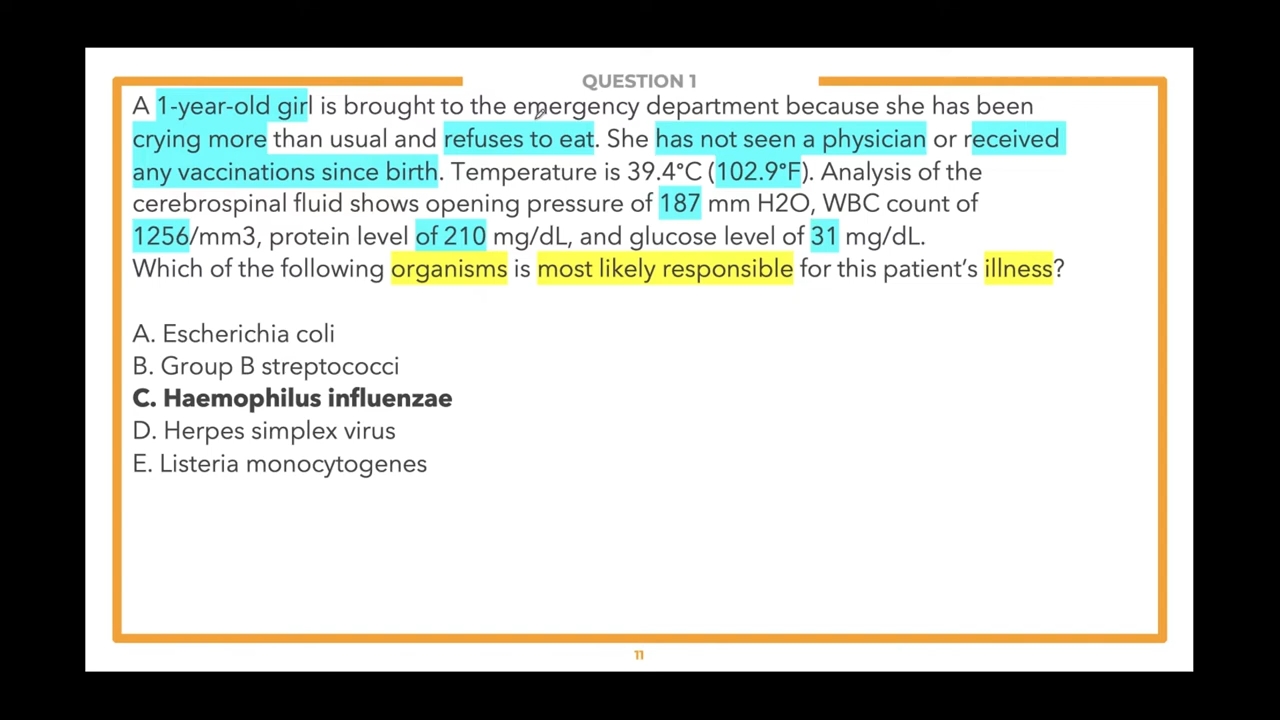 QUESTION 1
A 1-year-old girl is brought to the emergency department because she has been
crying more than usual and refuses to eat. She has not seen a physician or received
any vaccinations since birth. Temperature is 39.4°C (102.9°F). Analysis of the
cerebrospinal fluid shows opening pressure of 187 mm H2O, WBC count of
1256/mm3, protein level of 210 mg/dL, and glucose level of 31 mg/dL.
Which of the following organisms is most likely responsible for this patient's illness?
A. Escherichia coli
B. Group B streptococci
C. Haemophilus influenzae
D. Herpes simplex virus
E. Listeria monocytogenes
11